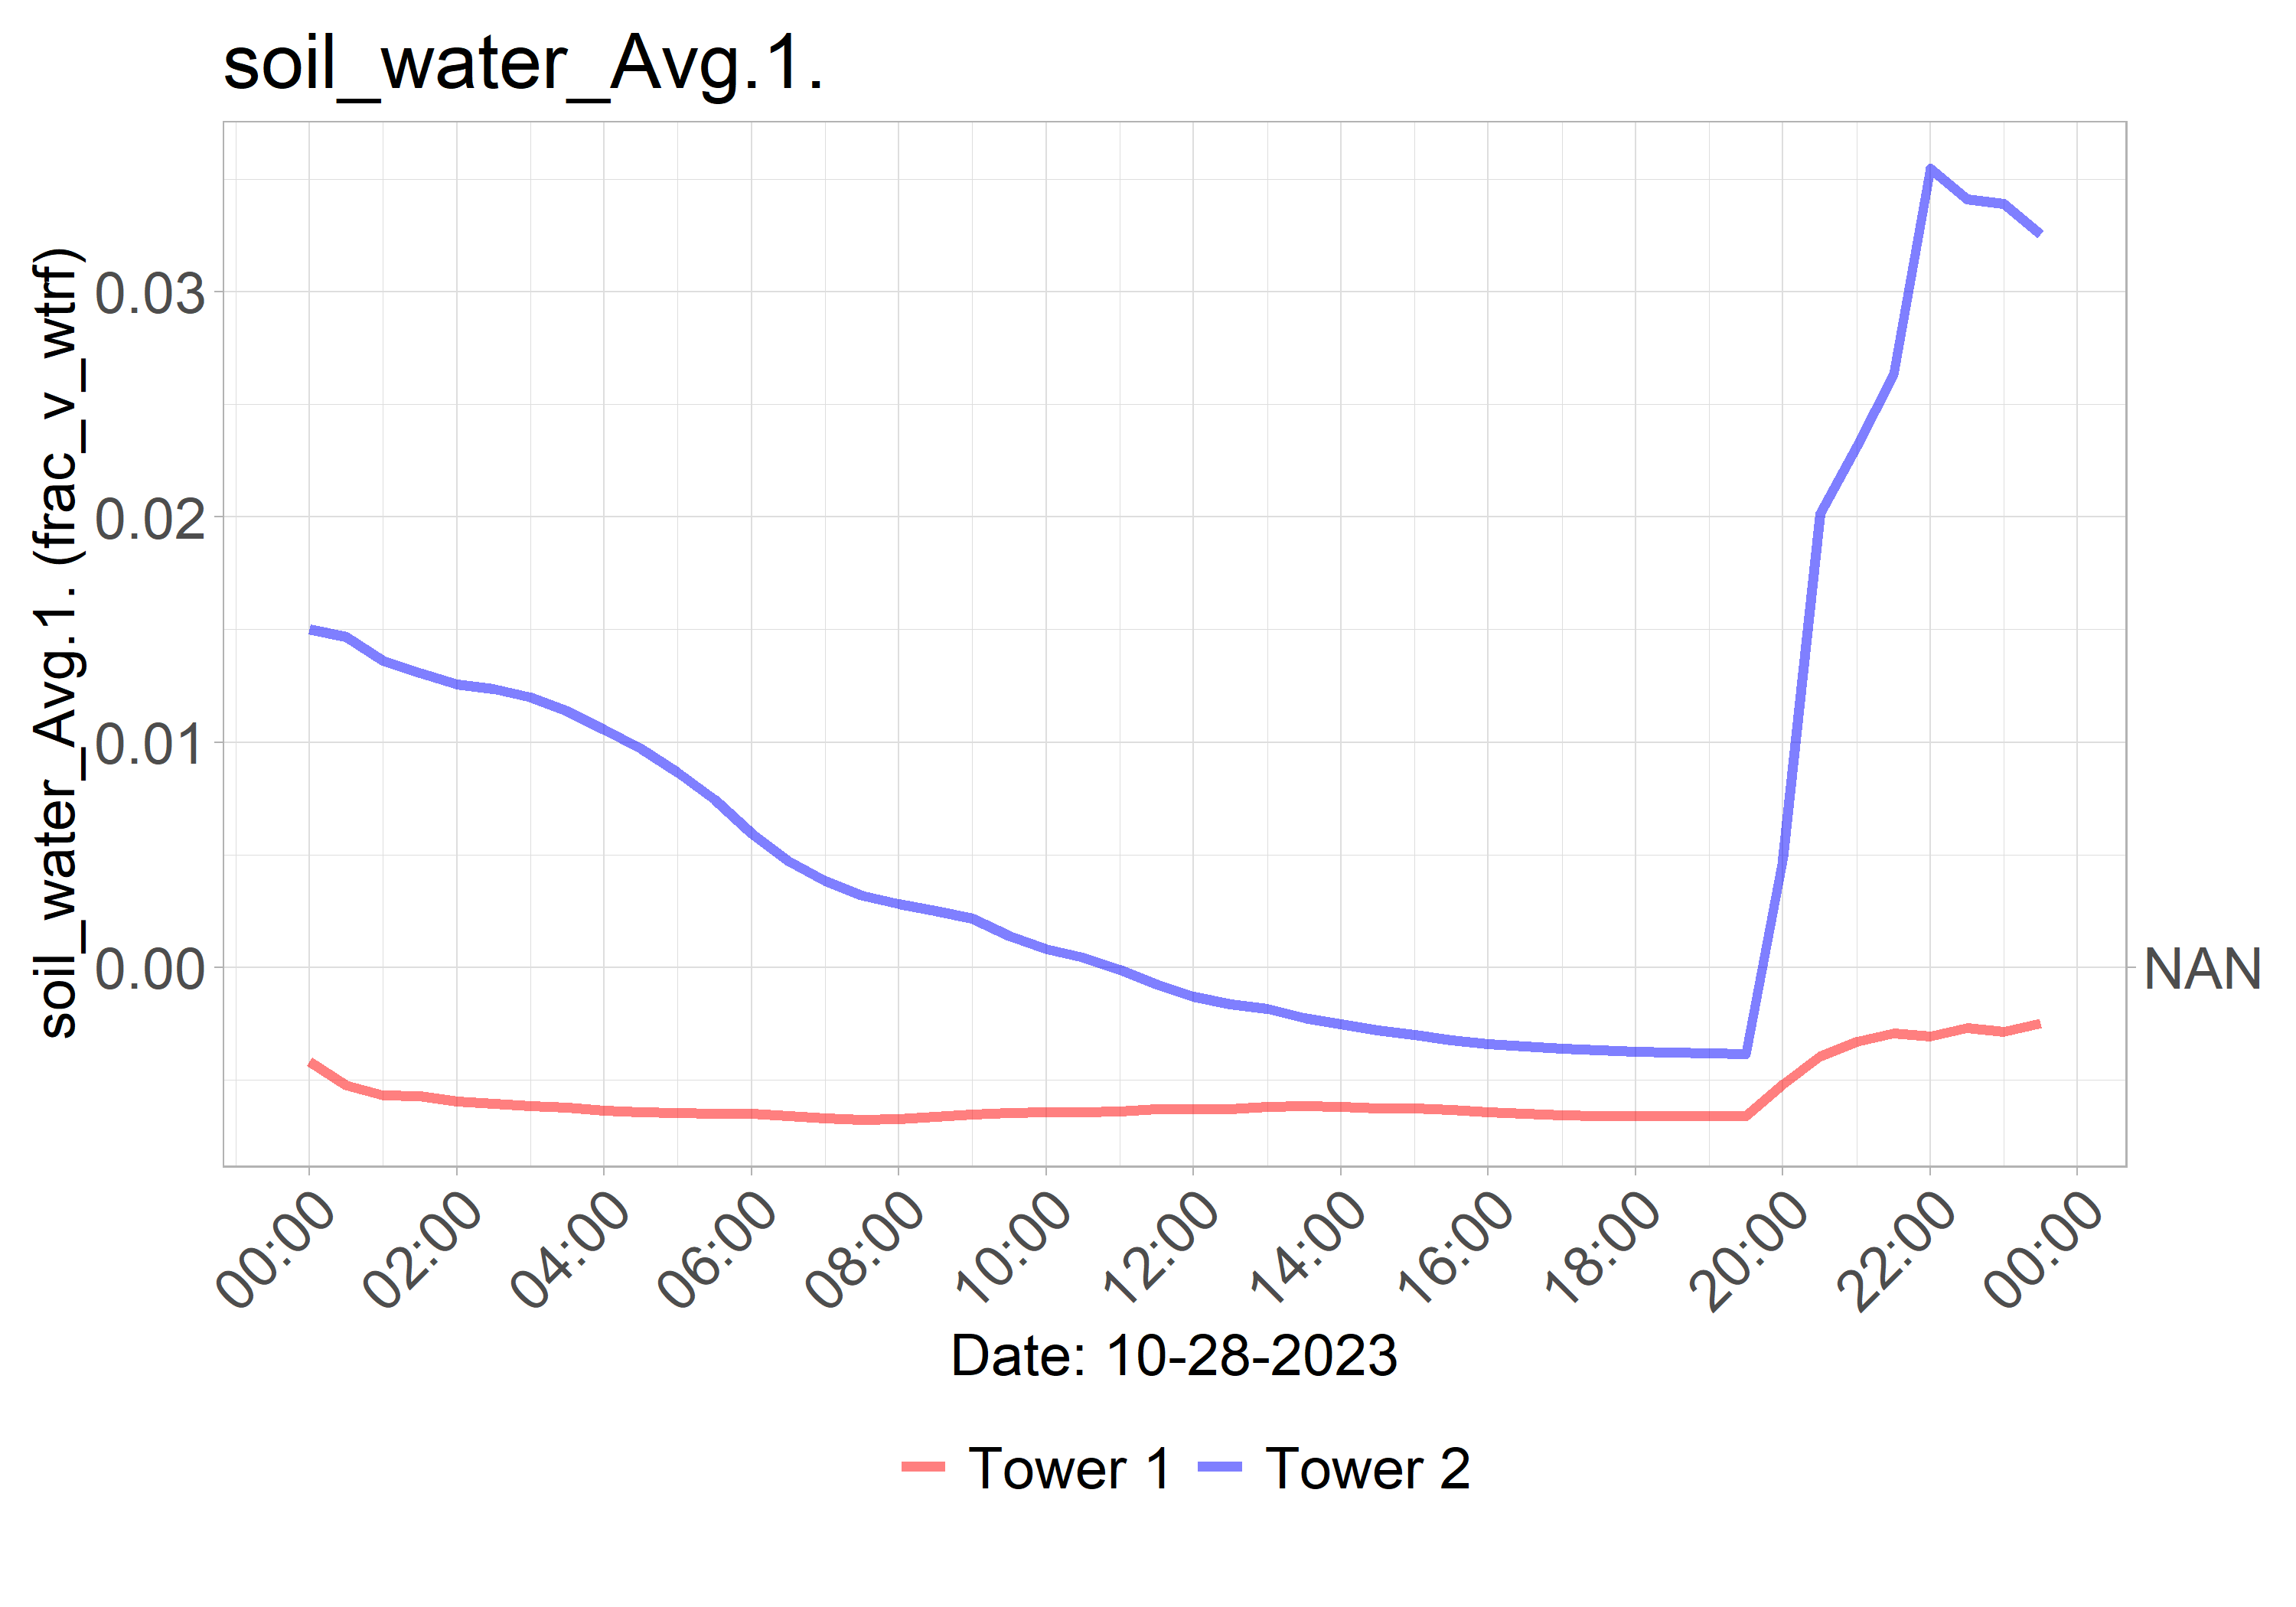 soil_water_Avg.1.
soil_water_Avg.1. (frac_v_wtrf)
0.03
0.02
0.01
0.00
NAN
00:00
02:00
04:00
06:00
08:00
10:00
12:00
14:00
16:00
18:00
20:00
22:00
00:00
Date: 10-28-2023
Tower 1
Tower 2